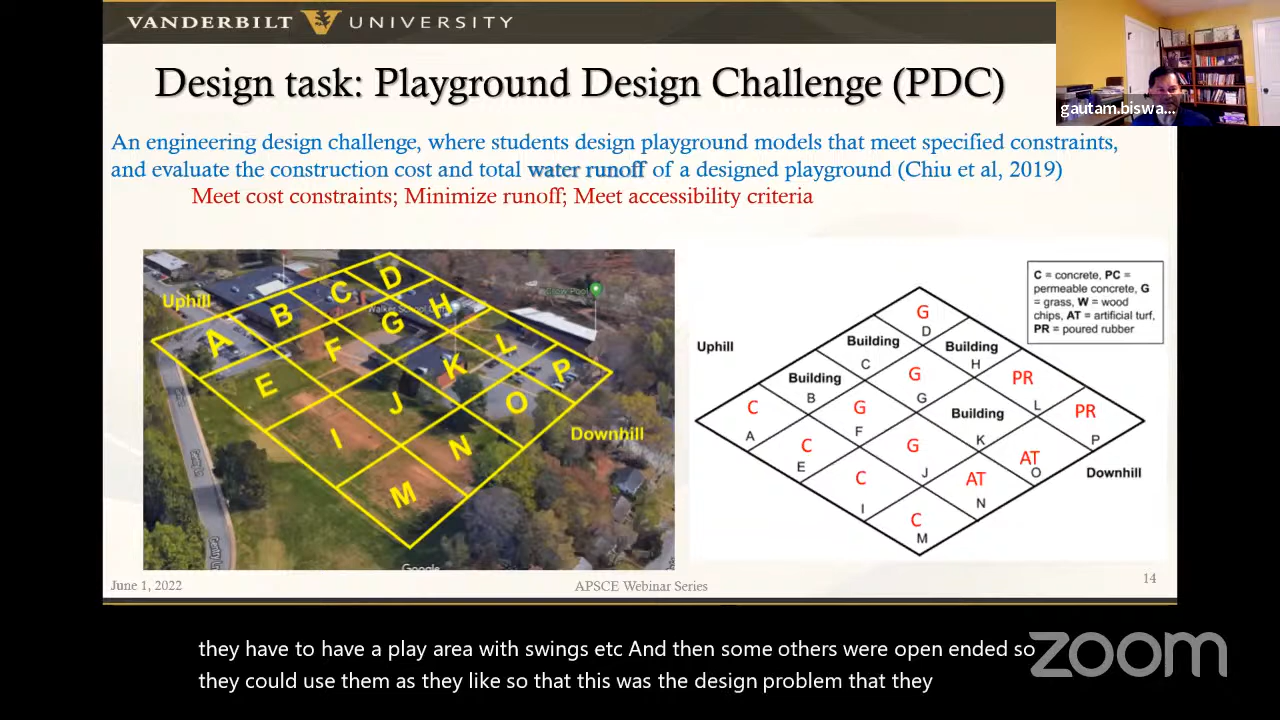 VANDERBILT UNIVERSITY
Design task: Playground Design Challenge (PDC)
gautam.biswa...
An engineering design challenge, where students design playground models that meet specified constraints,
and evaluate the construction cost and total water runoff of a designed playground (Chiu et al, 2019)
Meet cost constraints; Minimize runoff; Meet accessibility criteria
Uphill
A
B
C
D
E
F
G
H
I
J
K
L
M
N
O
P
Downhill
Google
C = concrete, PC =
permeable concrete, G
= grass, W = wood
chips, AT = artificial turf,
PR = poured rubber
Uphill
G
D
Building
C
Building
H
Building
B
G
G
PR
L
C
A
G
F
Building
K
PR
P
C
E
G
J
AT
O
Downhill
C
I
AT
N
C
M
June 1, 2022
APSCE Webinar Series
14
they have to have a play area with swings etc And then some others were open ended so
they could use them as they like so that this was the design problem that they
zoom